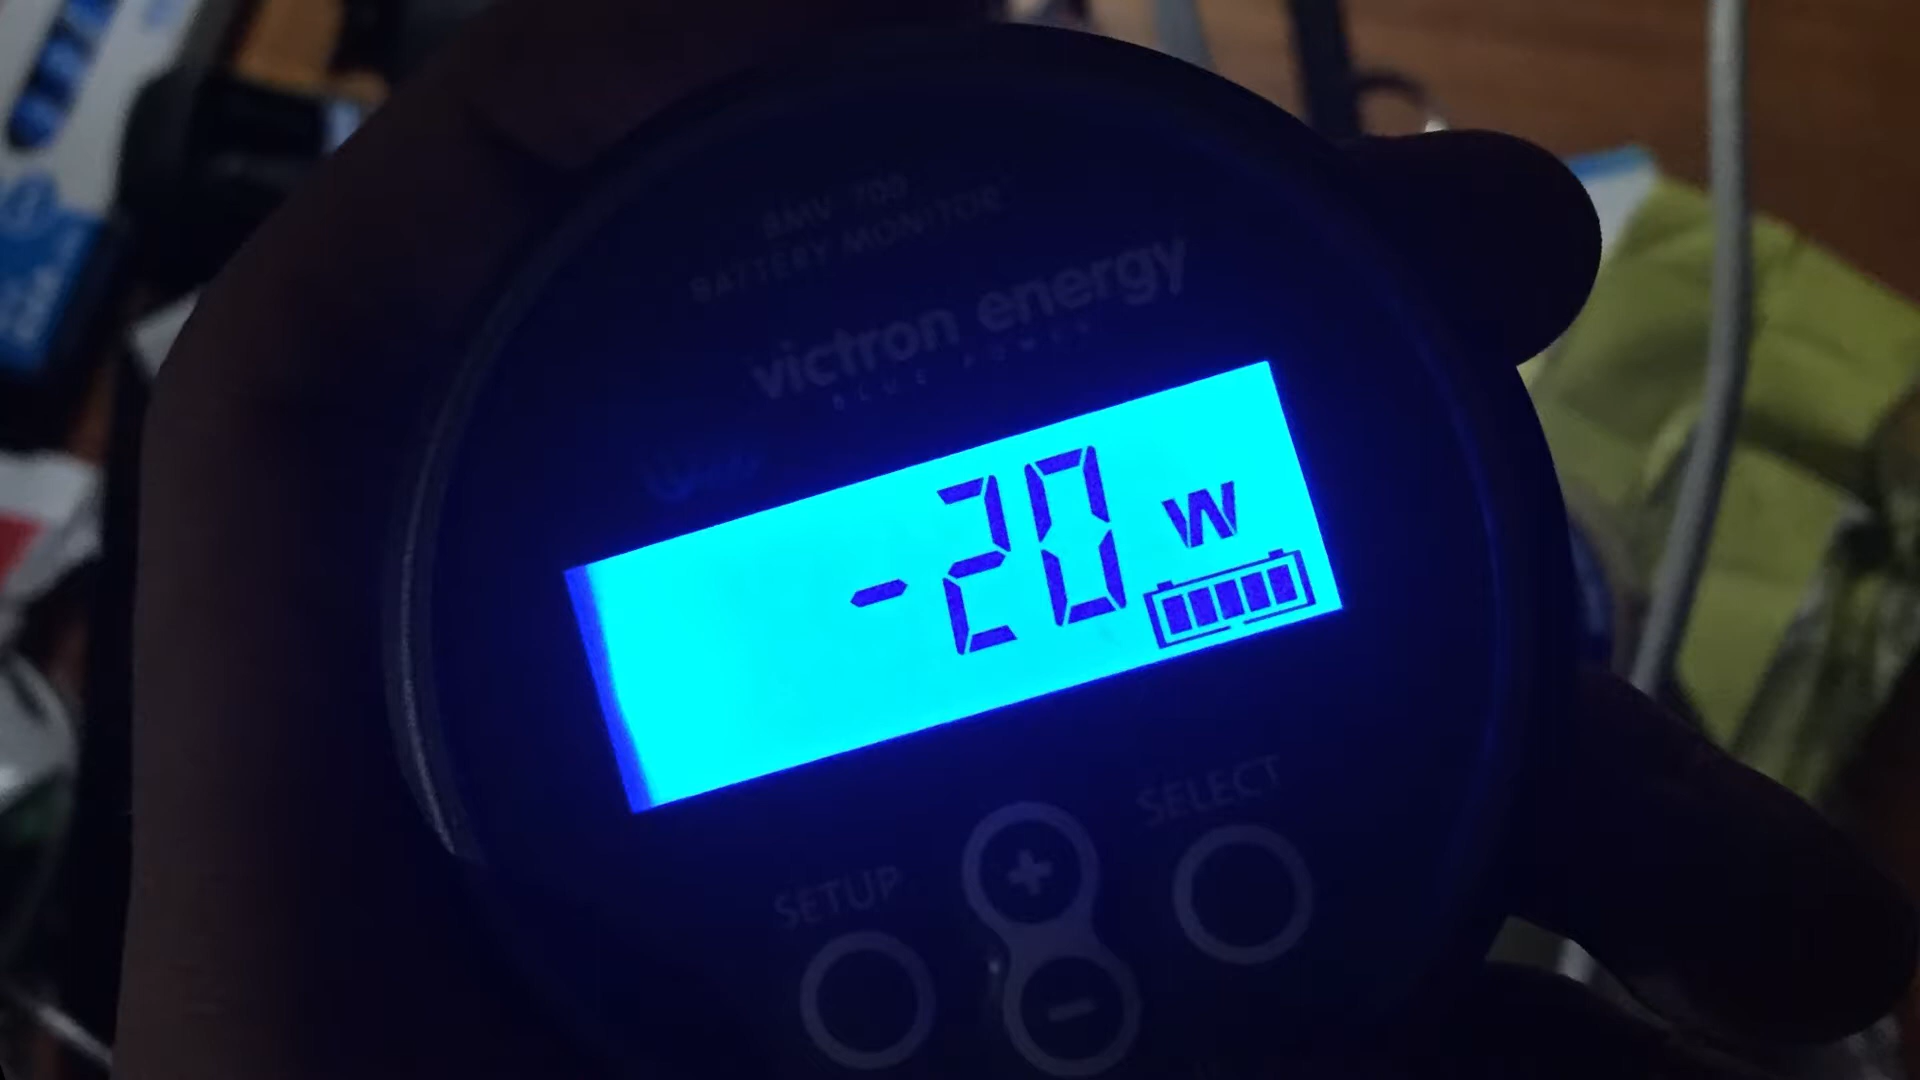 BMV 700
BATTERY MONITOR
victron energy
BLUE POWER
-20 W
SELECT
SETUP
+
-